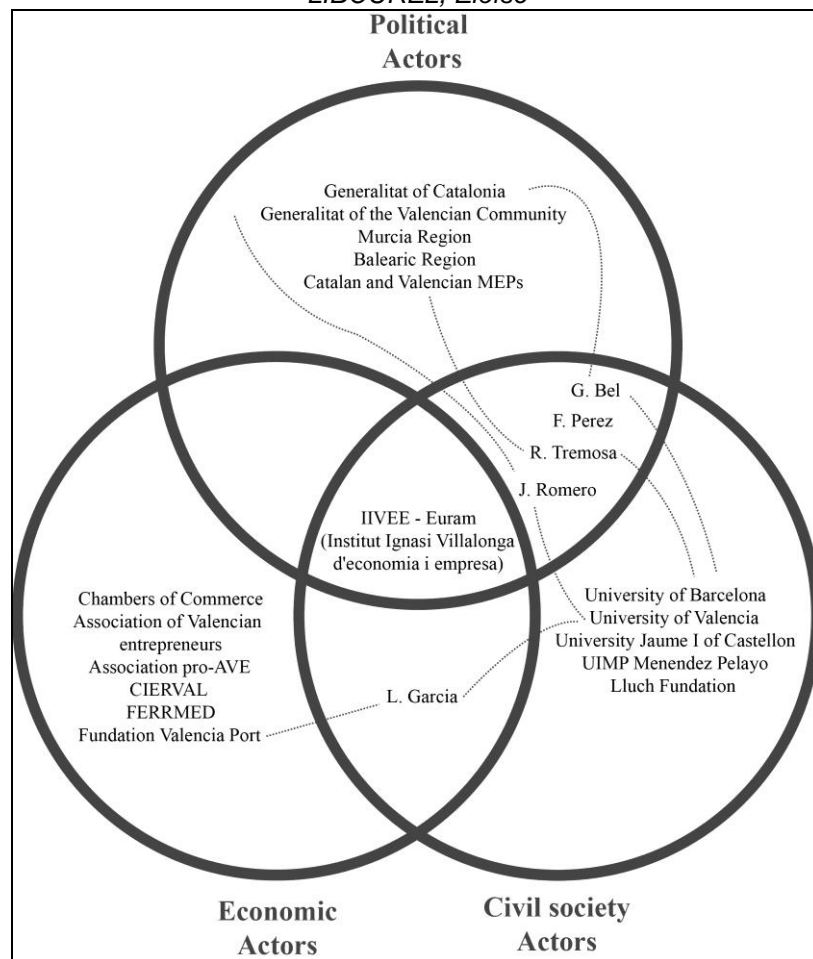 LIBOUREL, Eloïse
Political
Actors
Generalitat of Catalonia
Generalitat of the Valencian Community
Murcia Region
Balearic Region
Catalan and Valencian MEPs
G. Bel
F. Perez
R. Tremosa
J. Romero
IIVEE - Euram
(Institut Ignasi Villalonga
d'economia i empresa)
Chambers of Commerce
Association of Valencian
entrepreneurs
Association pro-AVE
CIERVAL
FERRMED
Fundation Valencia Port
L. Garcia
University of Barcelona
University of Valencia
University Jaume I of Castellon
UIMP Menendez Pelayo
Lluch Fundation
Economic
Actors
Civil society
Actors